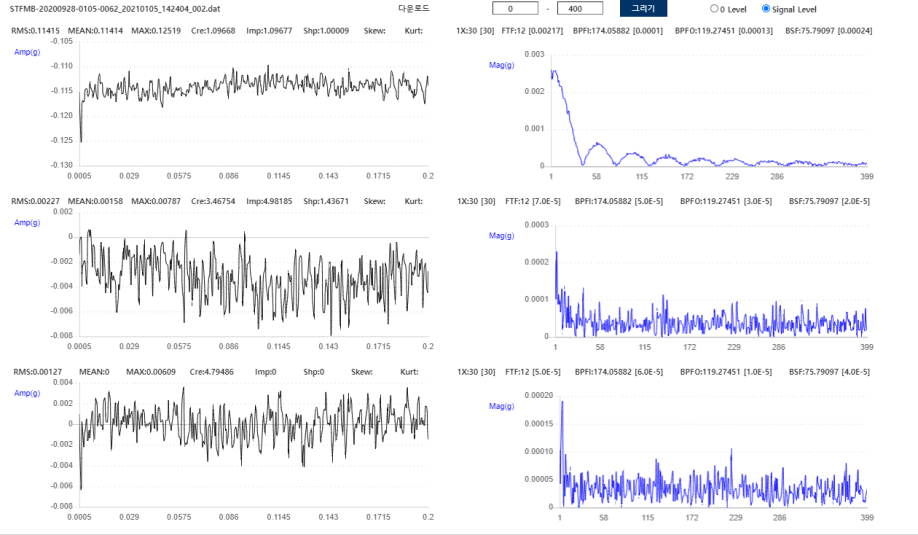 STFMB-20200928-0105-0062_20210105_142404_002.dat 다운로드 0 - 400 그리기 0 Level Signal Level
RMS:0.11415 MEAN:0.11414 MAX:0.12519 Cre:1.09668 Imp:1.09677 Shp:1.00009 Skew: Kurt:
Amp(g)
-0.105
-0.110
-0.115
-0.120
-0.125
-0.130
0.0005 0.029 0.0575 0.086 0.1145 0.143 0.1715 0.2
1X:30 [30] FTF:12 [0.00217] BPFI:174.05882 [0.0001] BPFO:119.27451 [0.00013] BSF:75.79097 [0.00024]
Mag(g)
0.003
0.002
0.001
0
1 58 115 172 229 286 399
RMS:0.00227 MEAN:0.00158 MAX:0.00787 Cre:3.46754 Imp:4.98185 Shp:1.43671 Skew: Kurt:
Amp(g)
0.002
0
-0.002
-0.004
-0.006
-0.008
0.0005 0.029 0.0575 0.086 0.1145 0.143 0.1715 0.2
1X:30 [30] FTF:12 [7.0E-5] BPFI:174.05882 [5.0E-5] BPFO:119.27451 [3.0E-5] BSF:75.79097 [2.0E-5]
Mag(g)
0.0003
0.0002
0.0001
0
1 58 115 172 229 286 399
RMS:0.00127 MEAN:0 MAX:0.00609 Cre:4.79486 Imp:0 Shp:0 Skew: Kurt:
Amp(g)
0.004
0.002
0
-0.002
-0.004
-0.006
-0.008
0.0005 0.029 0.0575 0.086 0.1145 0.143 0.1715 0.2
1X:30 [30] FTF:12 [5.0E-5] BPFI:174.05882 [6.0E-5] BPFO:119.27451 [1.0E-5] BSF:75.79097 [4.0E-5]
Mag(g)
0.00020
0.00015
0.00010
0.00005
0
1 58 115 172 229 286 399